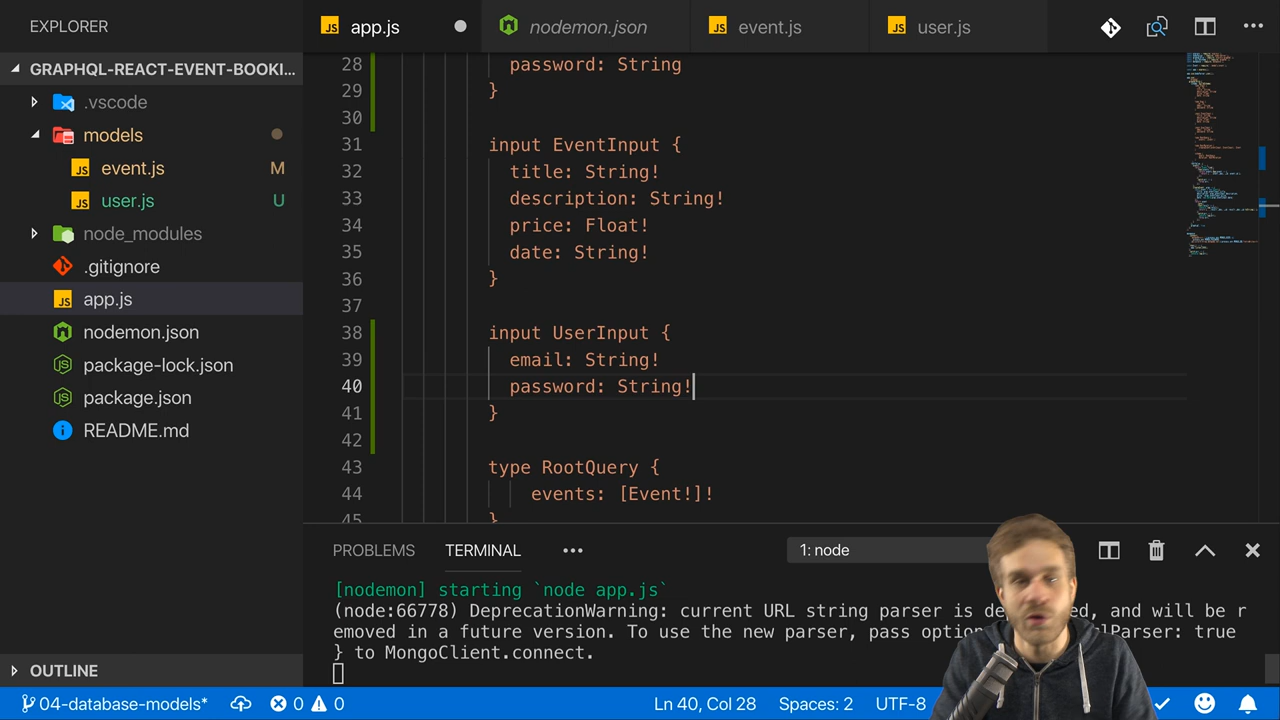 EXPLORER
app.js
nodemon.json
event.js
user.js
GRAPHQL-REACT-EVENT-BOOKI...
.vscode
models
event.js M
user.js U
node_modules
.gitignore
app.js
nodemon.json
package-lock.json
package.json
README.md
OUTLINE
28 password: String
29 }
30
31 input EventInput {
32 title: String!
33 description: String!
34 price: Float!
35 date: String!
36 }
37
38 input UserInput {
39 email: String!
40 password: String!
41 }
42
43 type RootQuery {
44 events: [Event!]!
45 }
PROBLEMS TERMINAL ... 1: node
[nodemon] starting `node app.js`
(node:66778) DeprecationWarning: current URL string parser is and will be r
emoved in a future version. To use the new parser, pass true
} to MongoClient.connect.
04-database-models* 0 0 Ln 40, Col 28 Spaces: 2 UTF-8